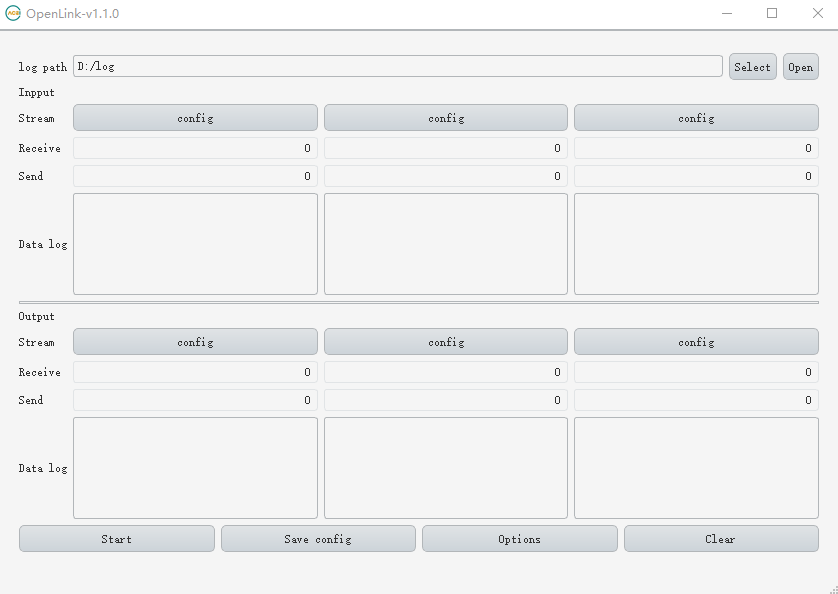 OpenLink-v1.1.0
log path D:/log Select Open
Inpput
Stream config config config
Receive 0 0 0
Send 0 0 0
Data log
Output
Stream config config config
Receive 0 0 0
Send 0 0 0
Data log
Start Save config Options Clear